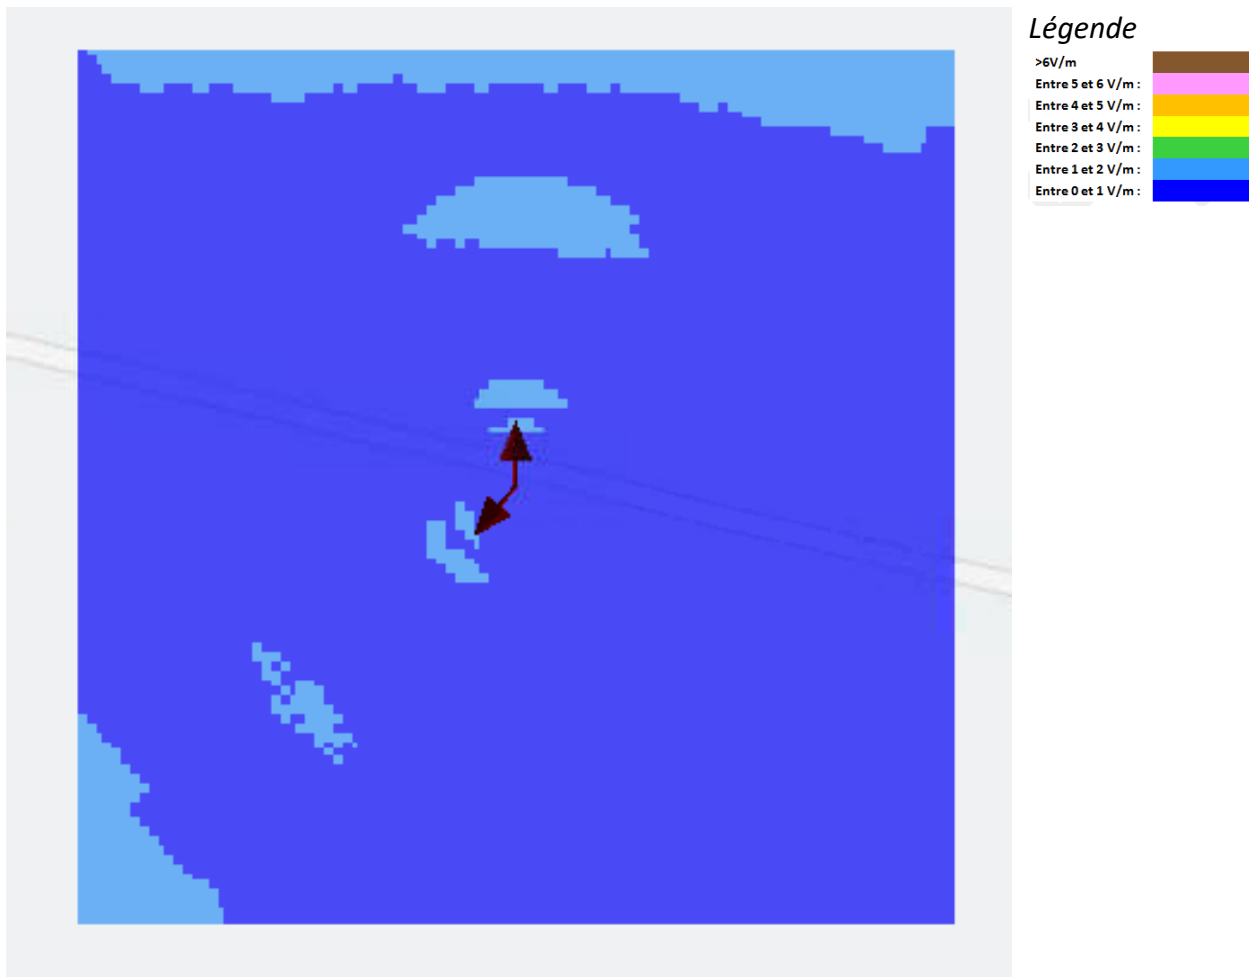 Légende
>6V/m
Entre 5 et 6 V/m :
Entre 4 et 5 V/m :
Entre 3 et 4 V/m :
Entre 2 et 3 V/m :
Entre 1 et 2 V/m :
Entre 0 et 1 V/m :